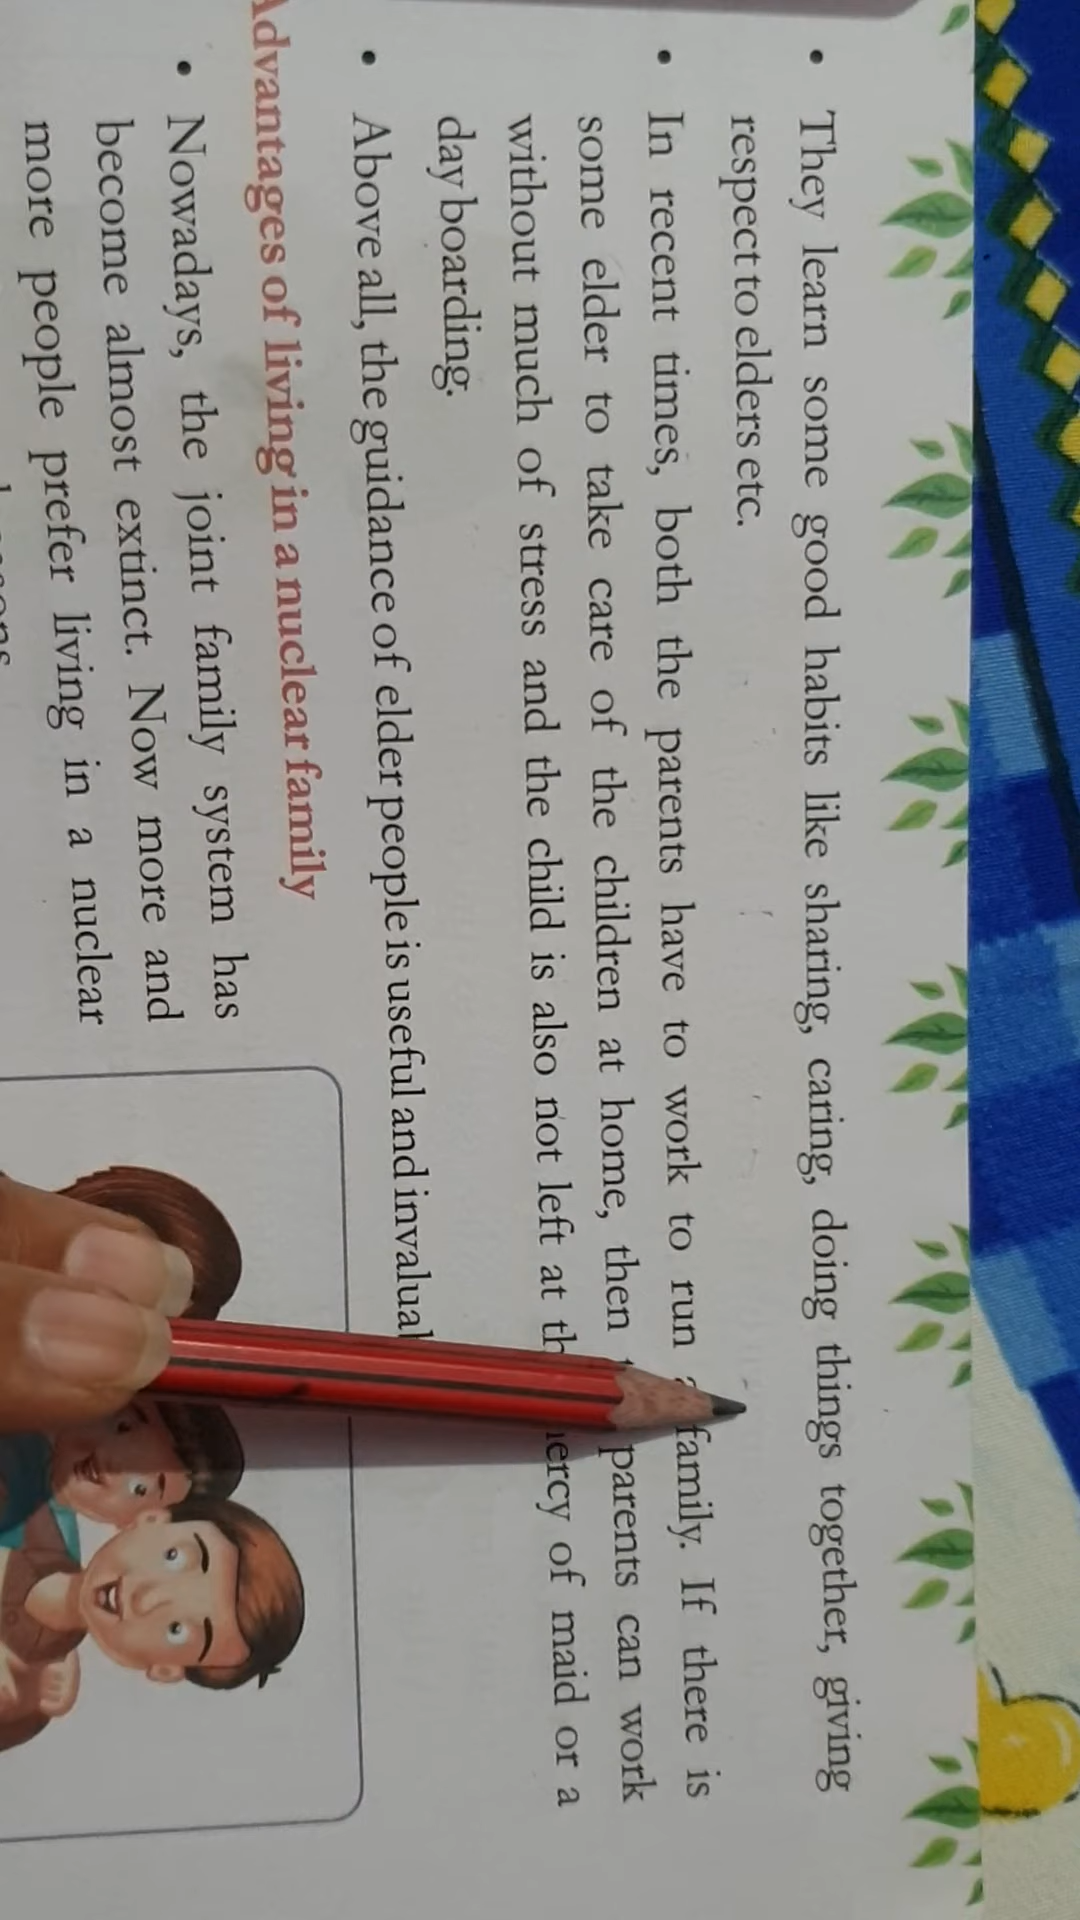 • They learn some good habits like sharing, caring, doing things together, giving
respect to elders etc.
• In recent times, both the parents have to work to run family. If there is
some elder to take care of the children at home, then parents can work
without much of stress and the child is also not left at of maid or a
day boarding.
• Above all, the guidance of elder people is useful and
Advantages of living in a nuclear family
• Nowadays, the joint family system has
become almost extinct. Now more and
more people prefer living in a nuclear